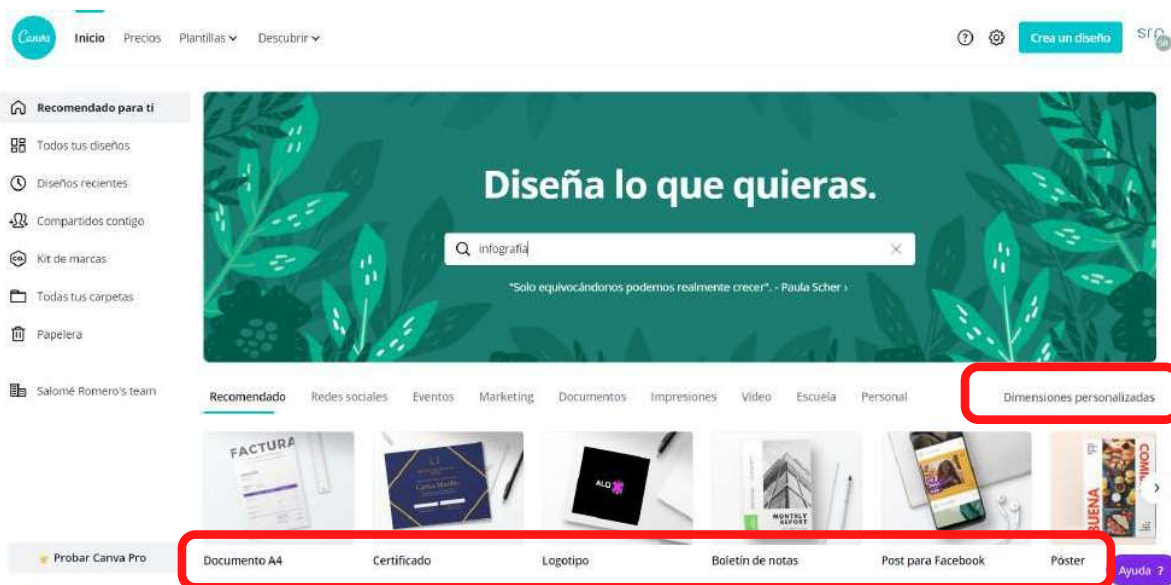 Canva
Inicio Precios Plantillas Descubrir
Crea un diseño
Recomendado para ti
Todos tus diseños
Diseños recientes
Compartidos contigo
Kit de marcas
Todas tus carpetas
Papelera
Salomé Romero's team
Probar Canva Pro
Diseña lo que quieras.
infografía
"Solo equivocándonos podemos realmente crecer". - Paula Scher ›
Recomendado Redes sociales Eventos Marketing Documentos Impresiones Vídeo Escuela Personal Dimensiones personalizadas
FACTURA
ALO
MONTHLY
REPORT
BUENA
Documento A4 Certificado Logotipo Boletín de notas Post para Facebook Póster
Ayuda ?